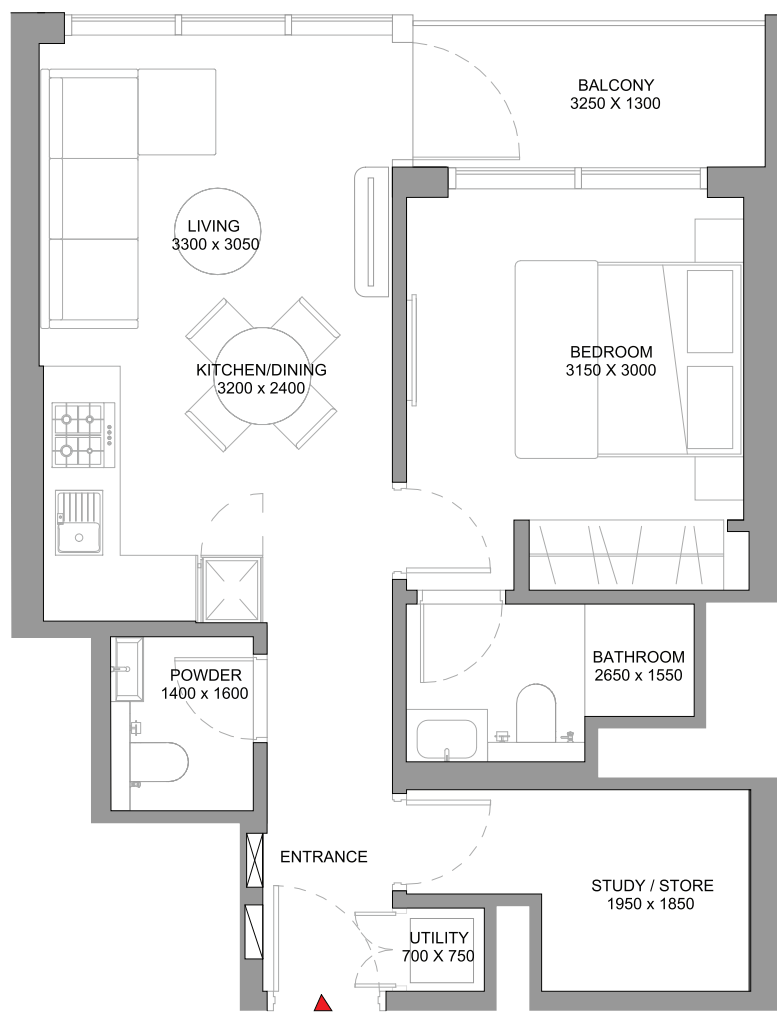 BALCONY
3250 X 1300
LIVING
3300 x 3050
KITCHEN/DINING
3200 x 2400
BEDROOM
3150 X 3000
POWDER
1400 x 1600
BATHROOM
2650 x 1550
ENTRANCE
STUDY / STORE
1950 x 1850
UTILITY
700 X 750